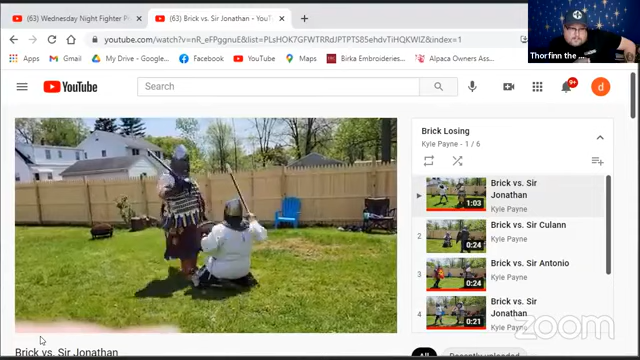 (63) Wednesday Night Fighter P
(63) Brick vs. Sir Jonathan - YouT
youtube.com/watch?v=nR_eFPggnuE&list=PLsHOK7GFWTRRdJPTPTS85ehdvTiHQKWIZ&index=1
Apps
Gmail
My Drive - Google...
Facebook
YouTube
Maps
Birka Embroideries...
Alpaca Owners Ass...
Thorfinn the
YouTube
Search
9+
d
Brick Losing
Kyle Payne - 1 / 6
1:03
Brick vs. Sir
Jonathan
Kyle Payne
2
0:24
Brick vs. Sir Culann
Kyle Payne
3
0:24
Brick vs. Sir Antonio
Kyle Payne
4
0:21
Brick vs. Sir
Jonathan
Kyle Payne
zoom
Brick vs. Sir Jonathan
All
Recently uploaded